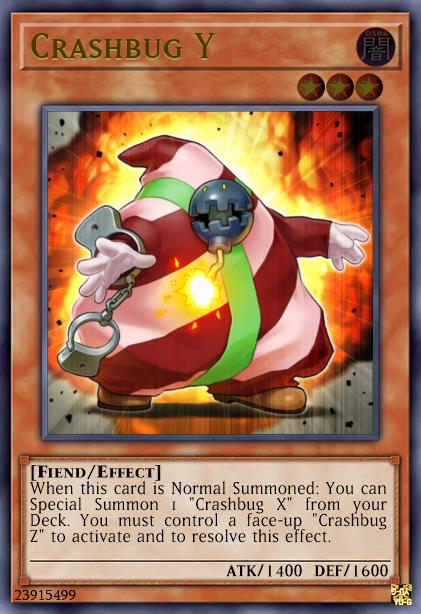 CRASHBUG Y
DARK
闇
[FIEND/EFFECT]
When this card is Normal Summoned: You can
Special Summon 1 "Crashbug X" from your
Deck. You must control a face-up "Crashbug
Z" to activate and to resolve this effect.
ATK/1400 DEF/1600
23915499